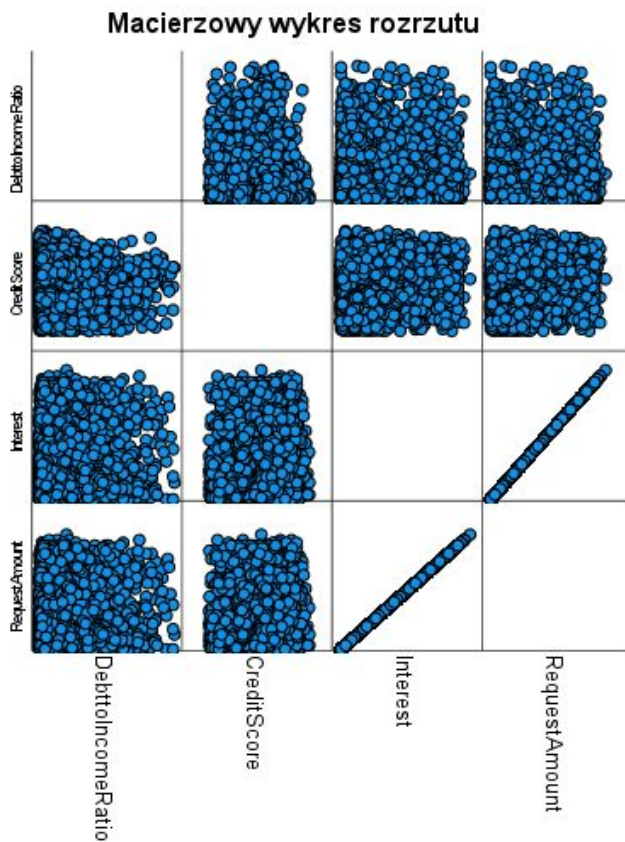 Macierzowy wykres rozrzutu
DebttoIncomeRatio
CreditScore
Interest
RequestAmount
DebttoIncomeRatio
CreditScore
Interest
RequestAmount